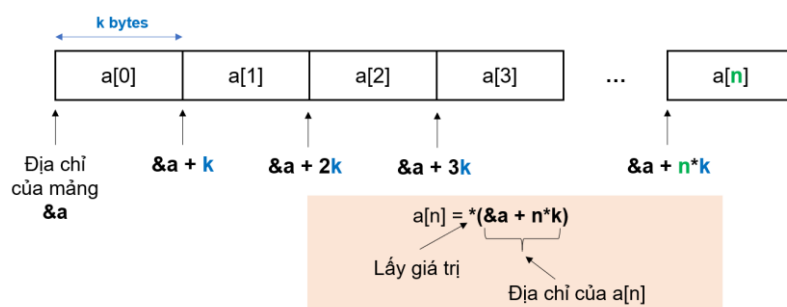 k bytes
a[0] a[1] a[2] a[3] ... a[n]
Địa chỉ
của mảng
&a
&a + k &a + 2k &a + 3k &a + n*k
a[n] = *(&a + n*k)
Lấy giá trị
Địa chỉ của a[n]